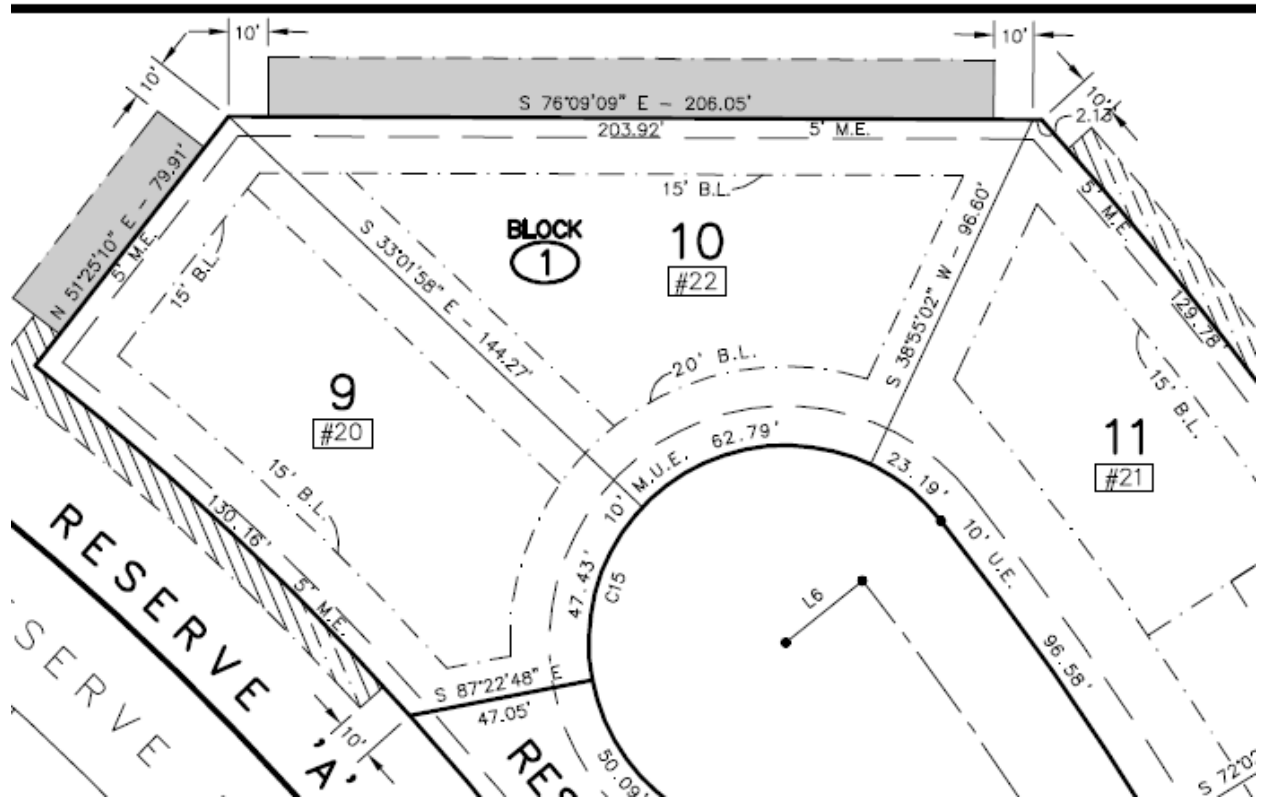 10'
10'
10'
10'
S 76°09'09" E - 206.05'
203.92'
5' M.E.
2.13'
N 51°25'10" E - 79.91'
5' M.E.
15' B.L.
S 33°01'58" E - 144.27'
15' B.L.
BLOCK
1
10
#22
S 38°55'02" W - 96.60'
5' M.E.
129.78'
15' B.L.
20' B.L.
9
#20
11
#21
62.79'
10' M.U.E.
23.19'
10' U.E.
15' B.L.
130.16'
5' M.E.
47.43'
C15
L6
96.58'
S 87°22'48" E
47.05'
50.09'
RESERVE 'A'
SERVE
RES
10'
S 72°02